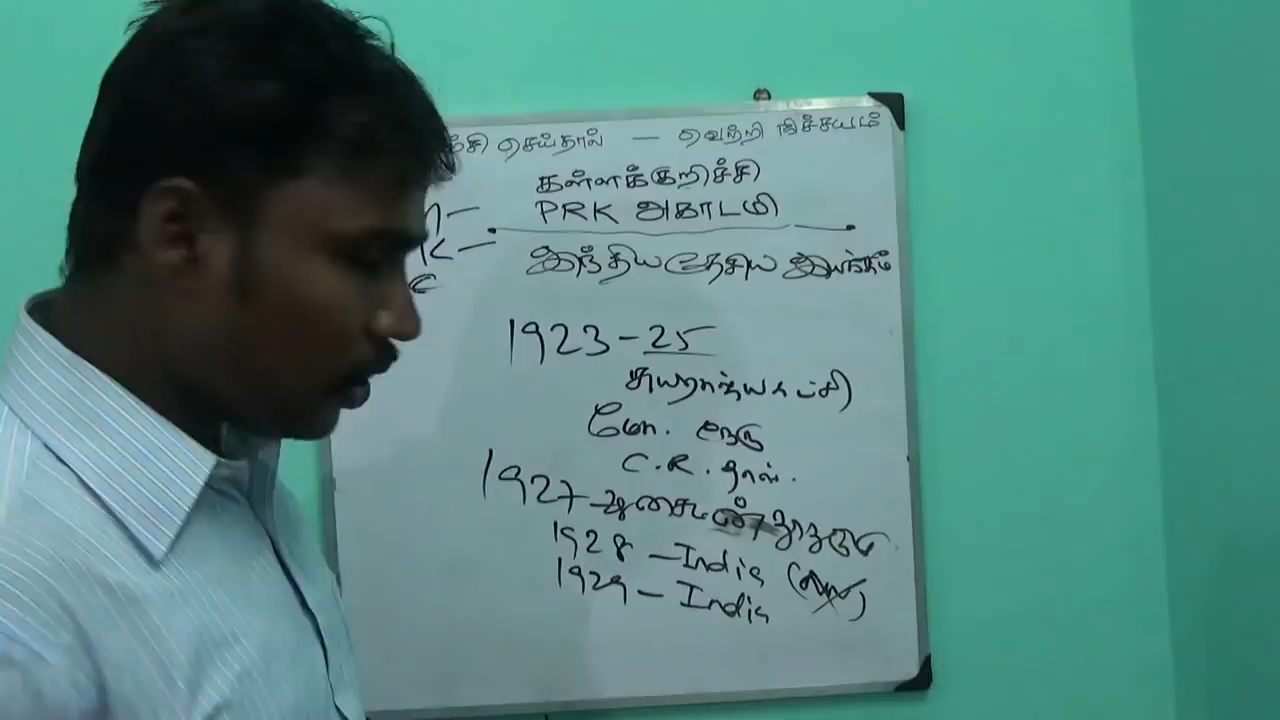 செய்தால் — வெற்றி நிச்சயம்
கள்ளக்குறிச்சி
PRK அகாடமி
இந்திய தேசிய இயக்கம்
1923 - 25
சுயராஜ்ய கட்சி
மோ. நேரு
C.R. தாஸ்.
1927 - சைமன்
1928 - India
1929 - India